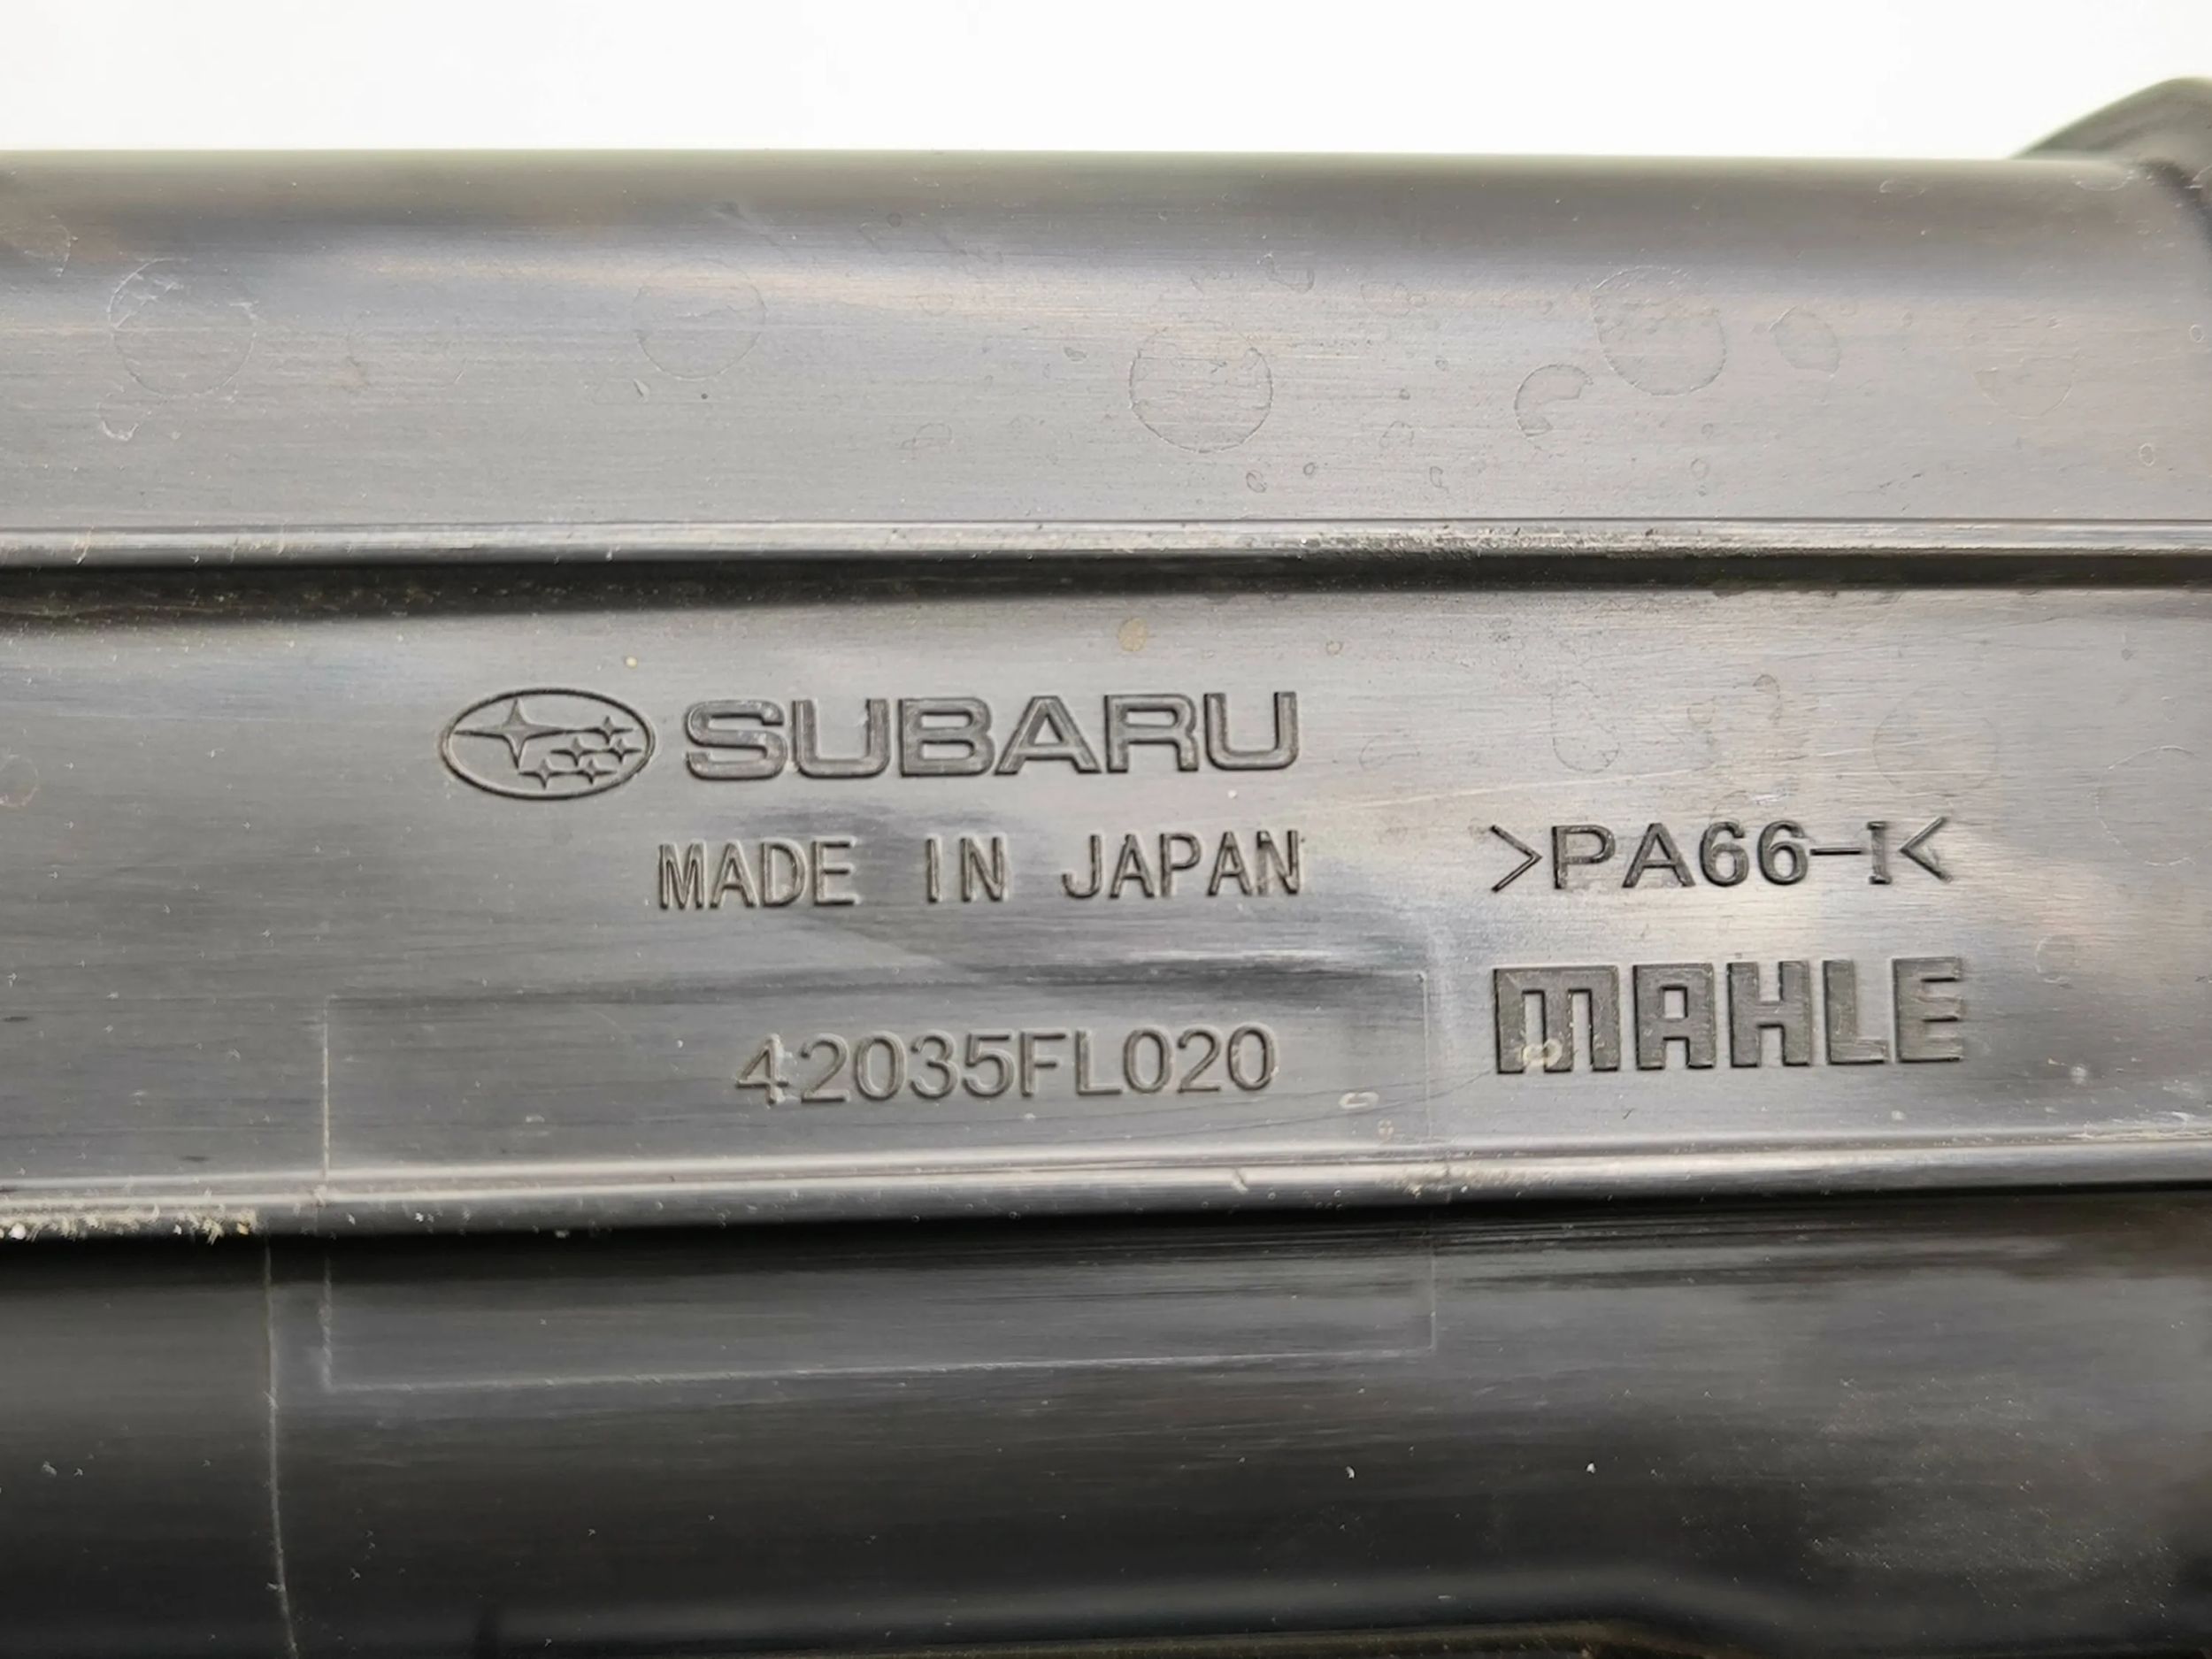 SUBARU
MADE IN JAPAN
>PA66-I<
42035FL020
MAHLE